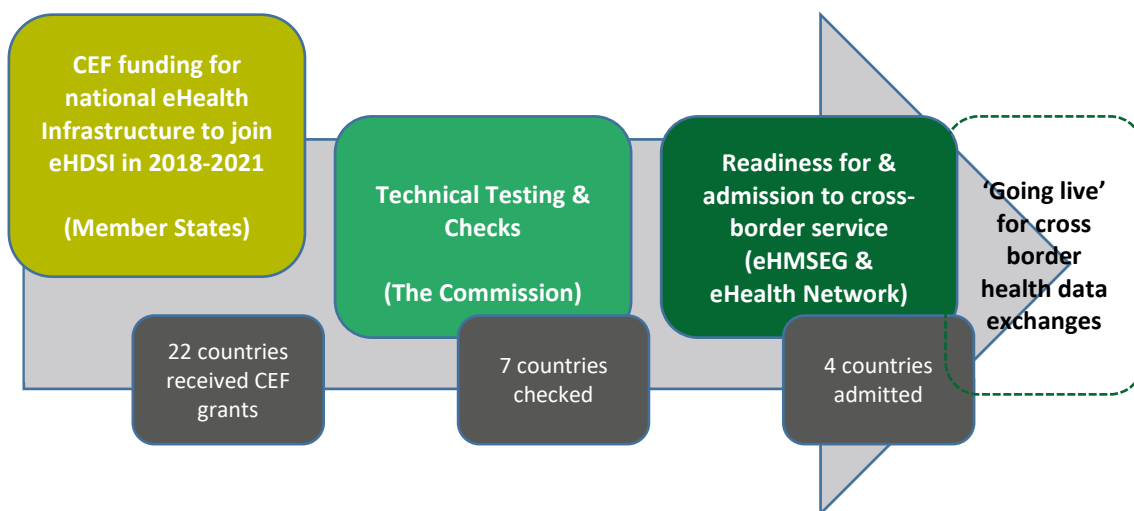 CEF funding for
national eHealth
Infrastructure to join
eHDSI in 2018-2021
(Member States)
22 countries
received CEF
grants
Technical Testing &
Checks
(The Commission)
7 countries
checked
Readiness for &
admission to cross-
border service
(eHMSEG &
eHealth Network)
4 countries
admitted
‘Going live’
for cross
border
health data
exchanges